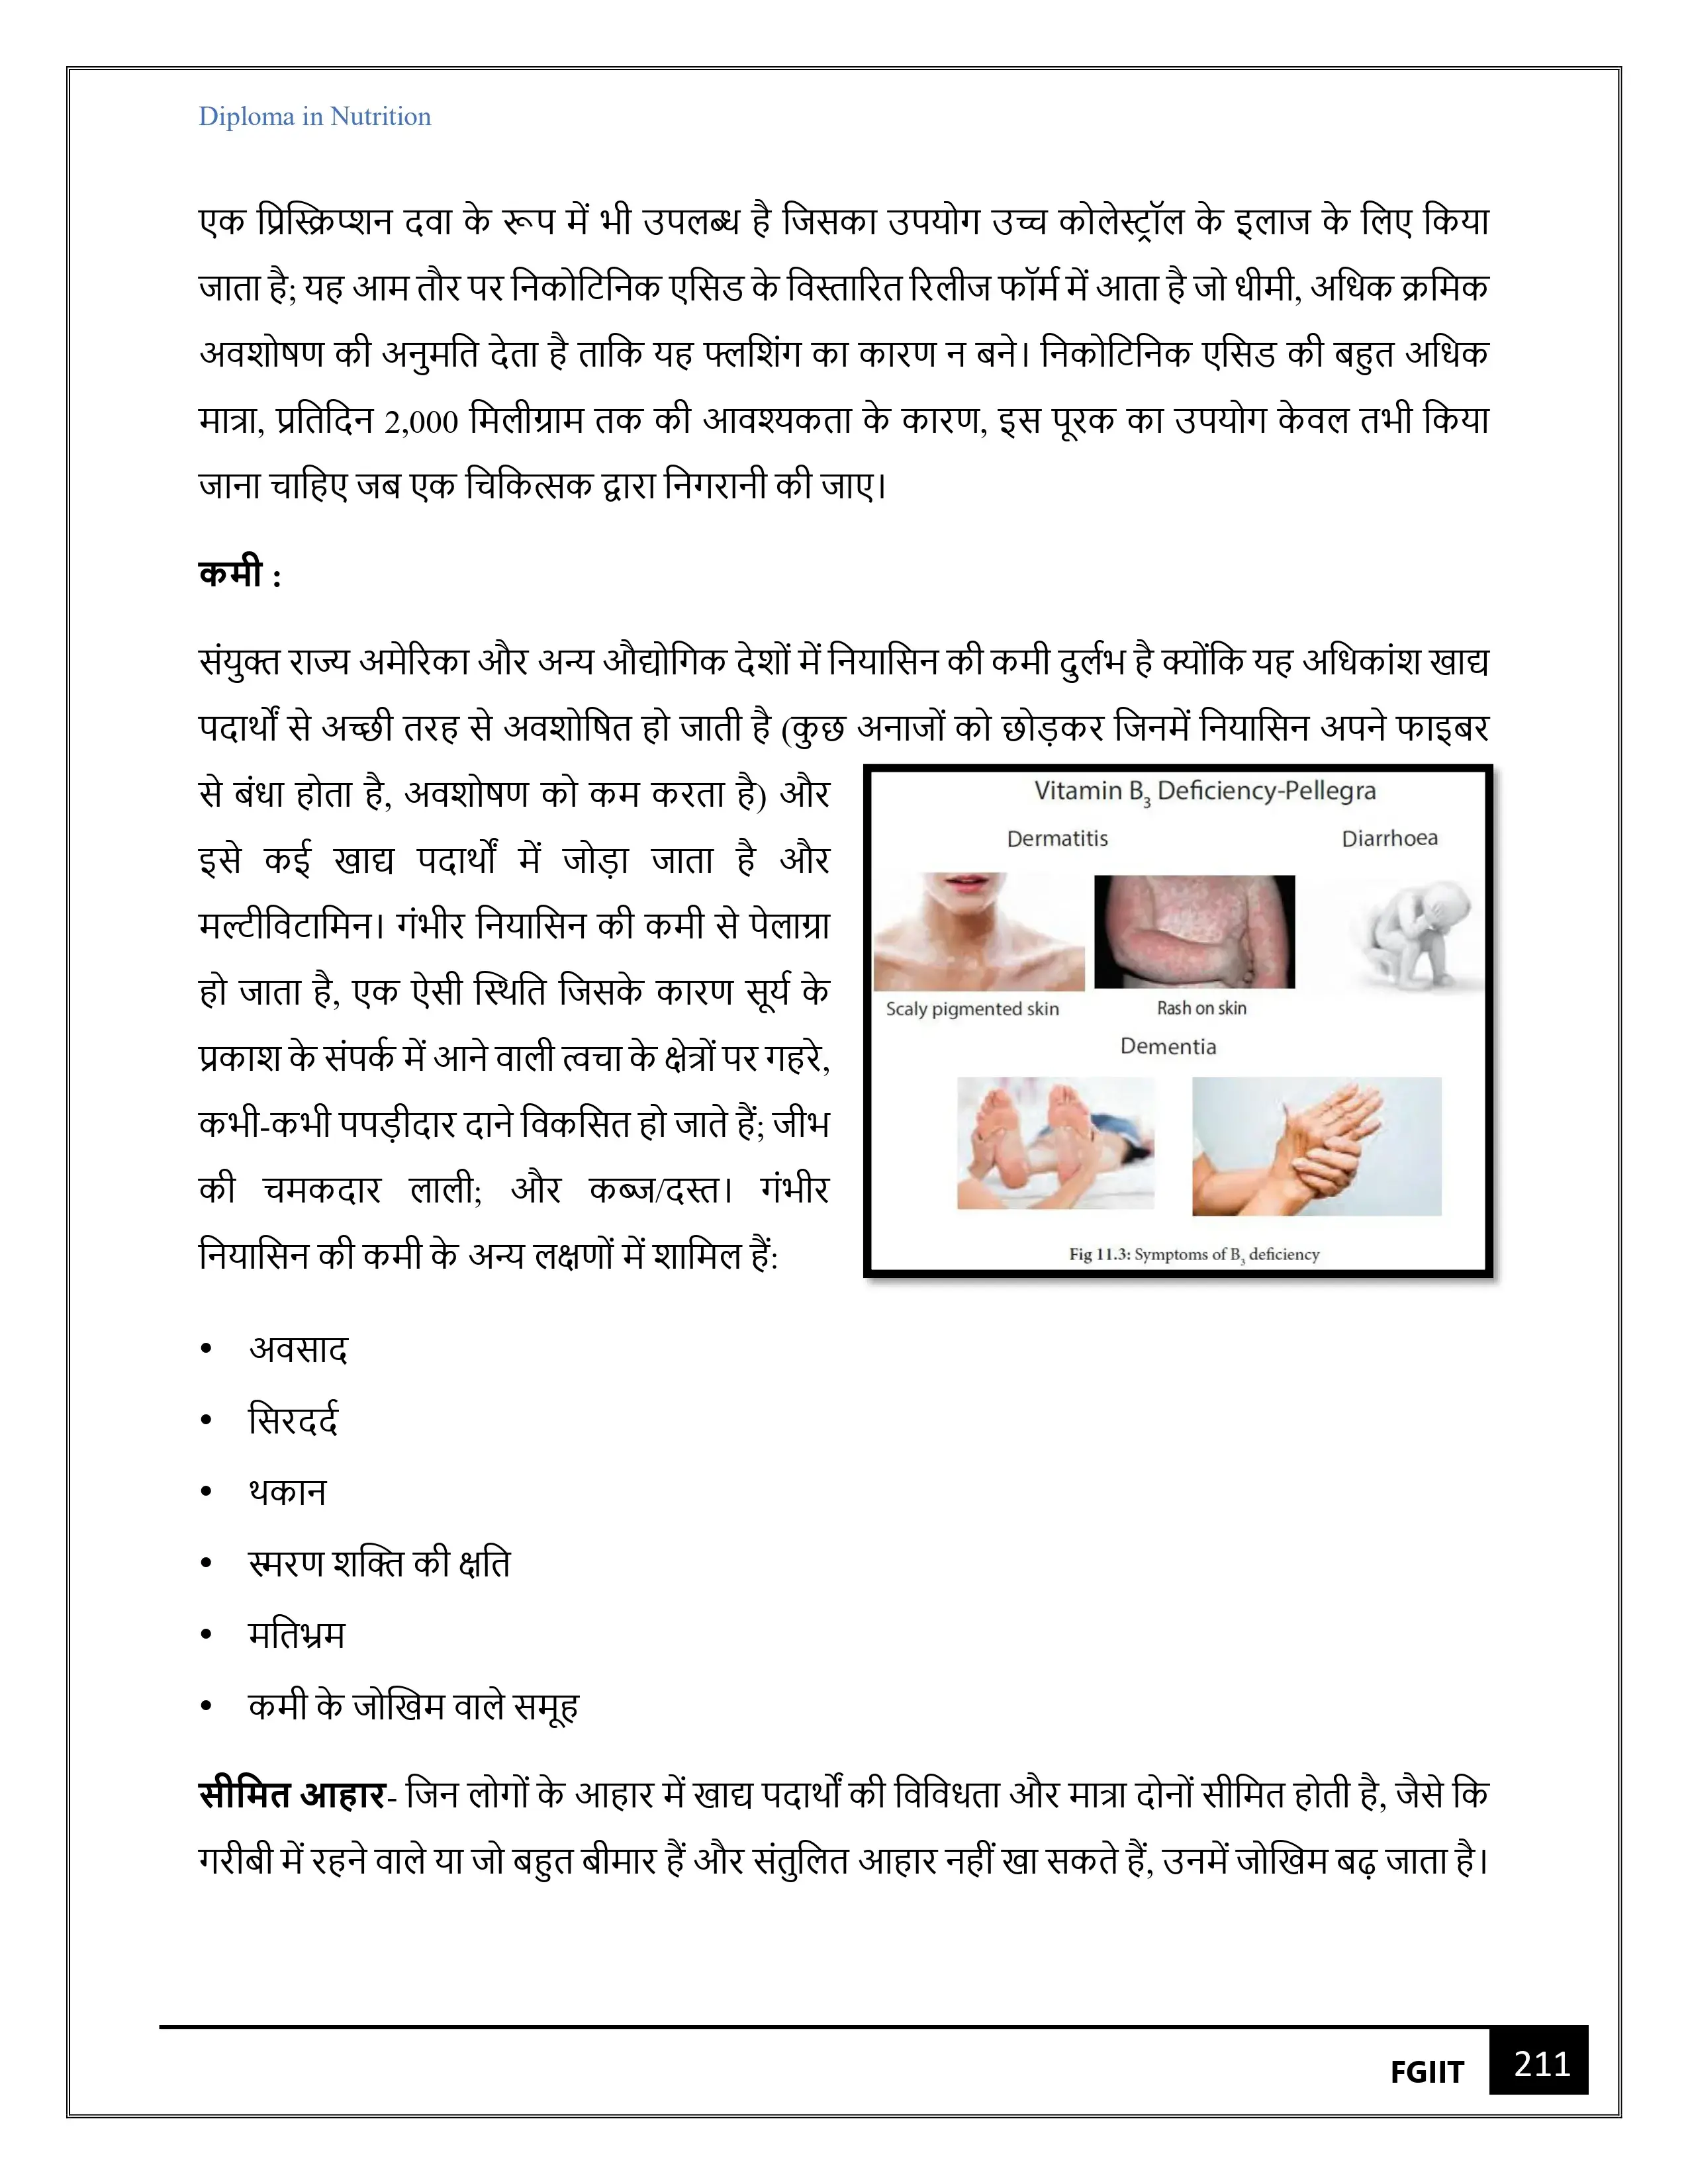 Diploma in Nutrition
एक प्रिस्क्रिप्शन दवा के रूप में भी उपलब्ध है जिसका उपयोग उच्च कोलेस्ट्रॉल के इलाज के लिए किया
जाता है; यह आम तौर पर निकोटिनिक एसिड के विस्तारित रिलीज फॉर्म में आता है जो धीमी, अधिक क्रमिक
अवशोषण की अनुमति देता है ताकि यह फ्लशिंग का कारण न बने। निकोटिनिक एसिड की बहुत अधिक
मात्रा, प्रतिदिन 2,000 मिलीग्राम तक की आवश्यकता के कारण, इस पूरक का उपयोग केवल तभी किया
जाना चाहिए जब एक चिकित्सक द्वारा निगरानी की जाए।
कमी :
संयुक्त राज्य अमेरिका और अन्य औद्योगिक देशों में नियासिन की कमी दुर्लभ है क्योंकि यह अधिकांश खाद्य
पदार्थों से अच्छी तरह से अवशोषित हो जाती है (कुछ अनाजों को छोड़कर जिनमें नियासिन अपने फाइबर
से बंधा होता है, अवशोषण को कम करता है) और
इसे कई खाद्य पदार्थों में जोड़ा जाता है और
मल्टीविटामिन। गंभीर नियासिन की कमी से पेलाग्रा
हो जाता है, एक ऐसी स्थिति जिसके कारण सूर्य के
प्रकाश के संपर्क में आने वाली त्वचा के क्षेत्रों पर गहरे,
कभी-कभी पपड़ीदार दाने विकसित हो जाते हैं; जीभ
की चमकदार लाली; और कब्ज/दस्त। गंभीर
नियासिन की कमी के अन्य लक्षणों में शामिल हैं:
Vitamin B3 Deficiency-Pellegra
Dermatitis Diarrhoea
Scaly pigmented skin Rash on skin
Dementia
Fig 11.3: Symptoms of B3 deficiency
• अवसाद
• सिरदर्द
• थकान
• स्मरण शक्ति की क्षति
• मतिभ्रम
• कमी के जोखिम वाले समूह
सीमित आहार- जिन लोगों के आहार में खाद्य पदार्थों की विविधता और मात्रा दोनों सीमित होती है, जैसे कि
गरीबी में रहने वाले या जो बहुत बीमार हैं और संतुलित आहार नहीं खा सकते हैं, उनमें जोखिम बढ़ जाता है।
FGIIT 211